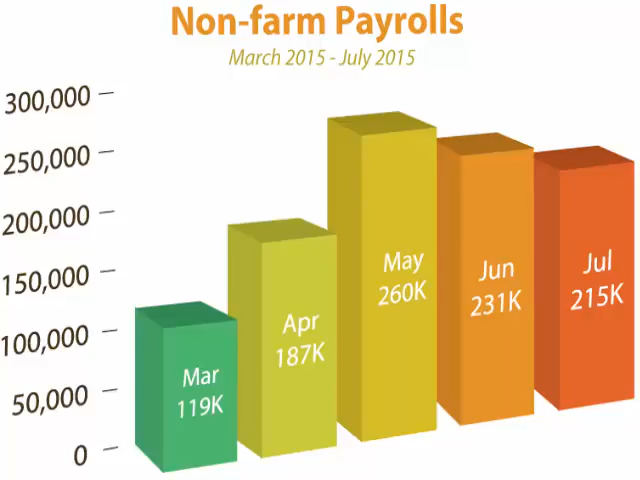 Non-farm Payrolls
March 2015 - July 2015
300,000
250,000
200,000
150,000
100,000
50,000
0
Mar
119K
Apr
187K
May
260K
Jun
231K
Jul
215K